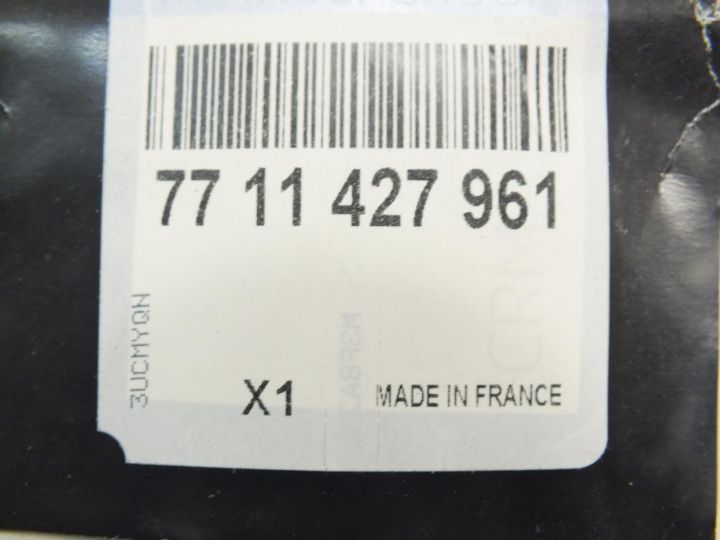 77 11 427 961
3UCMYQN
X1
MADE IN FRANCE